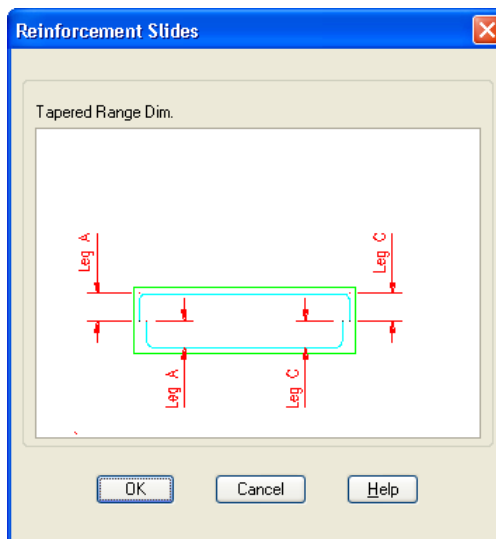 Reinforcement Slides
Tapered Range Dim.
Leg A
Leg C
Leg A
Leg C
OK
Cancel
Help